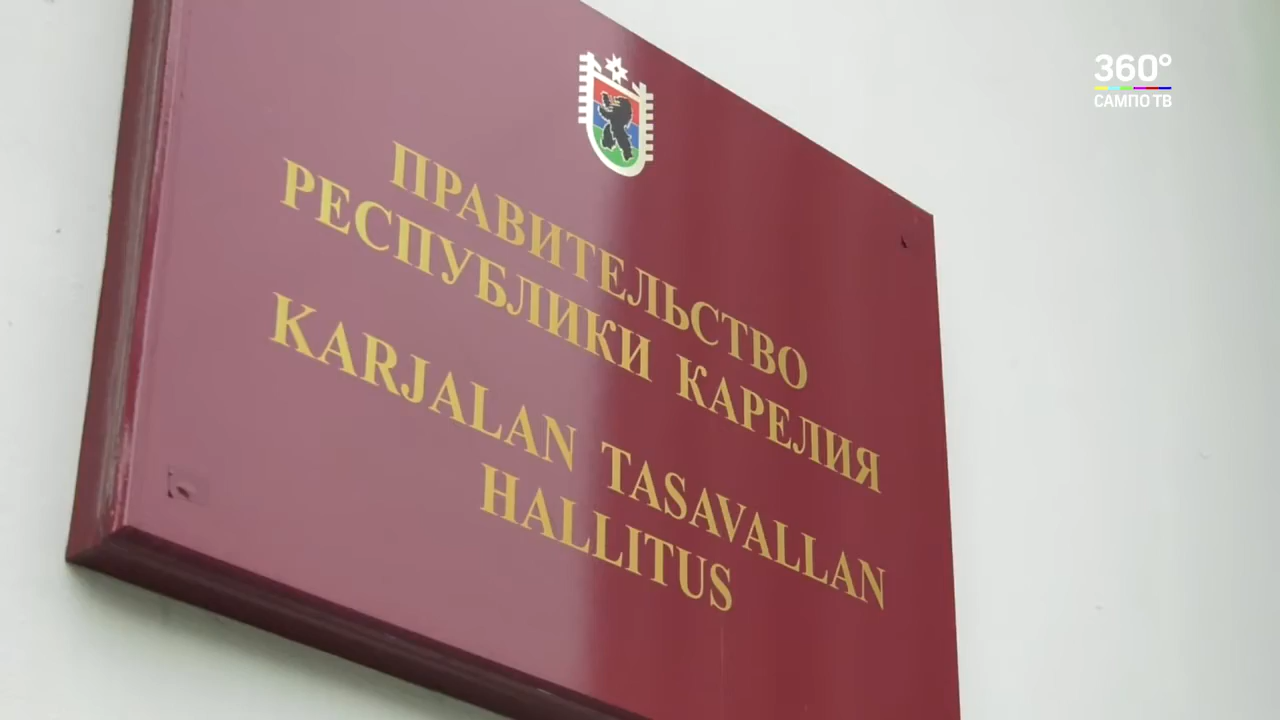 360°
САМПО ТВ
ПРАВИТЕЛЬСТВО
РЕСПУБЛИКИ КАРЕЛИЯ
KARJALAN TASAVALLAN
HALLITUS